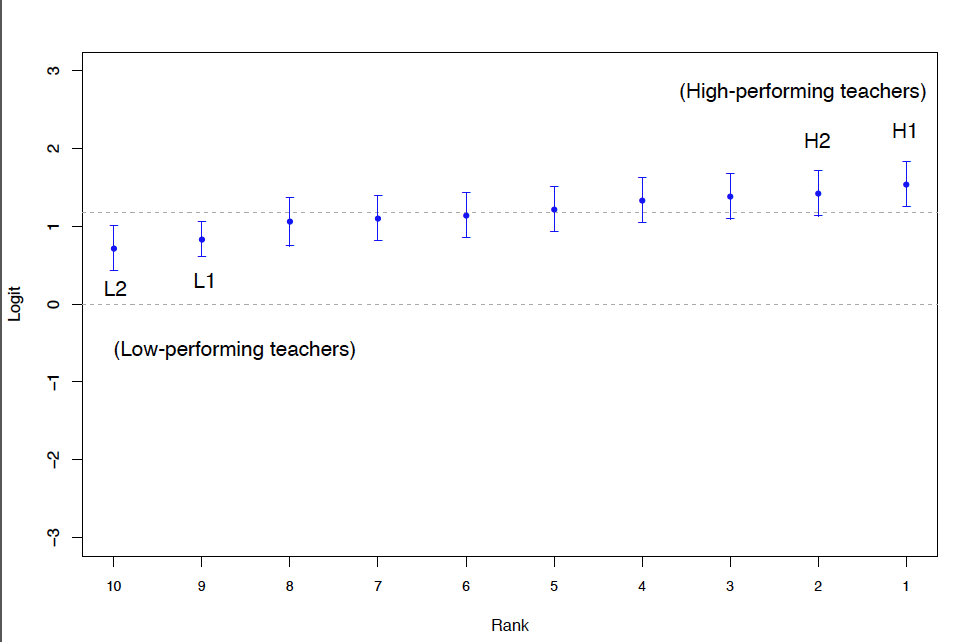 (High-performing teachers)
H1
H2
L2
L1
(Low-performing teachers)
Logit
3
2
1
0
−1
−2
−3
10 9 8 7 6 5 4 3 2 1
Rank